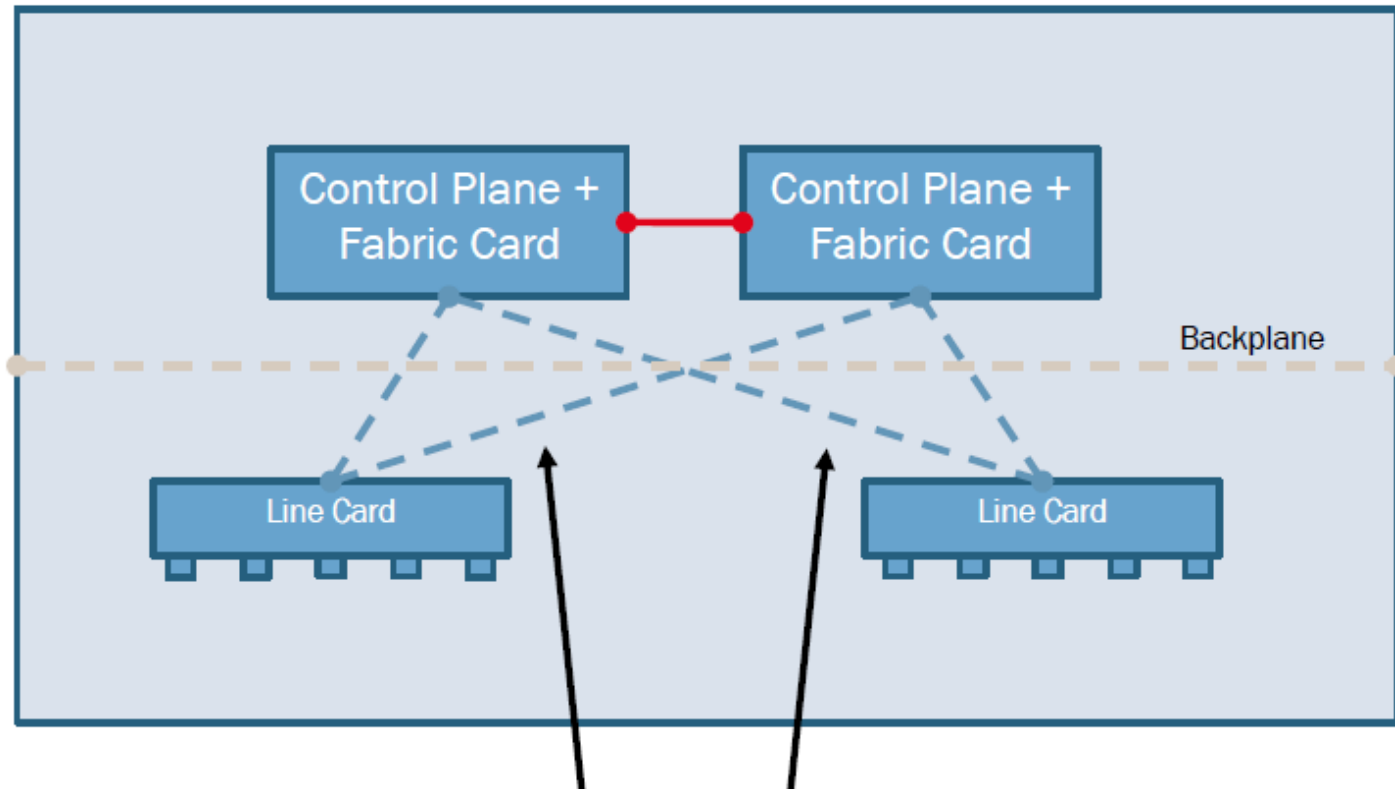 Control Plane +
Fabric Card
Control Plane +
Fabric Card
Backplane
Line Card
Line Card